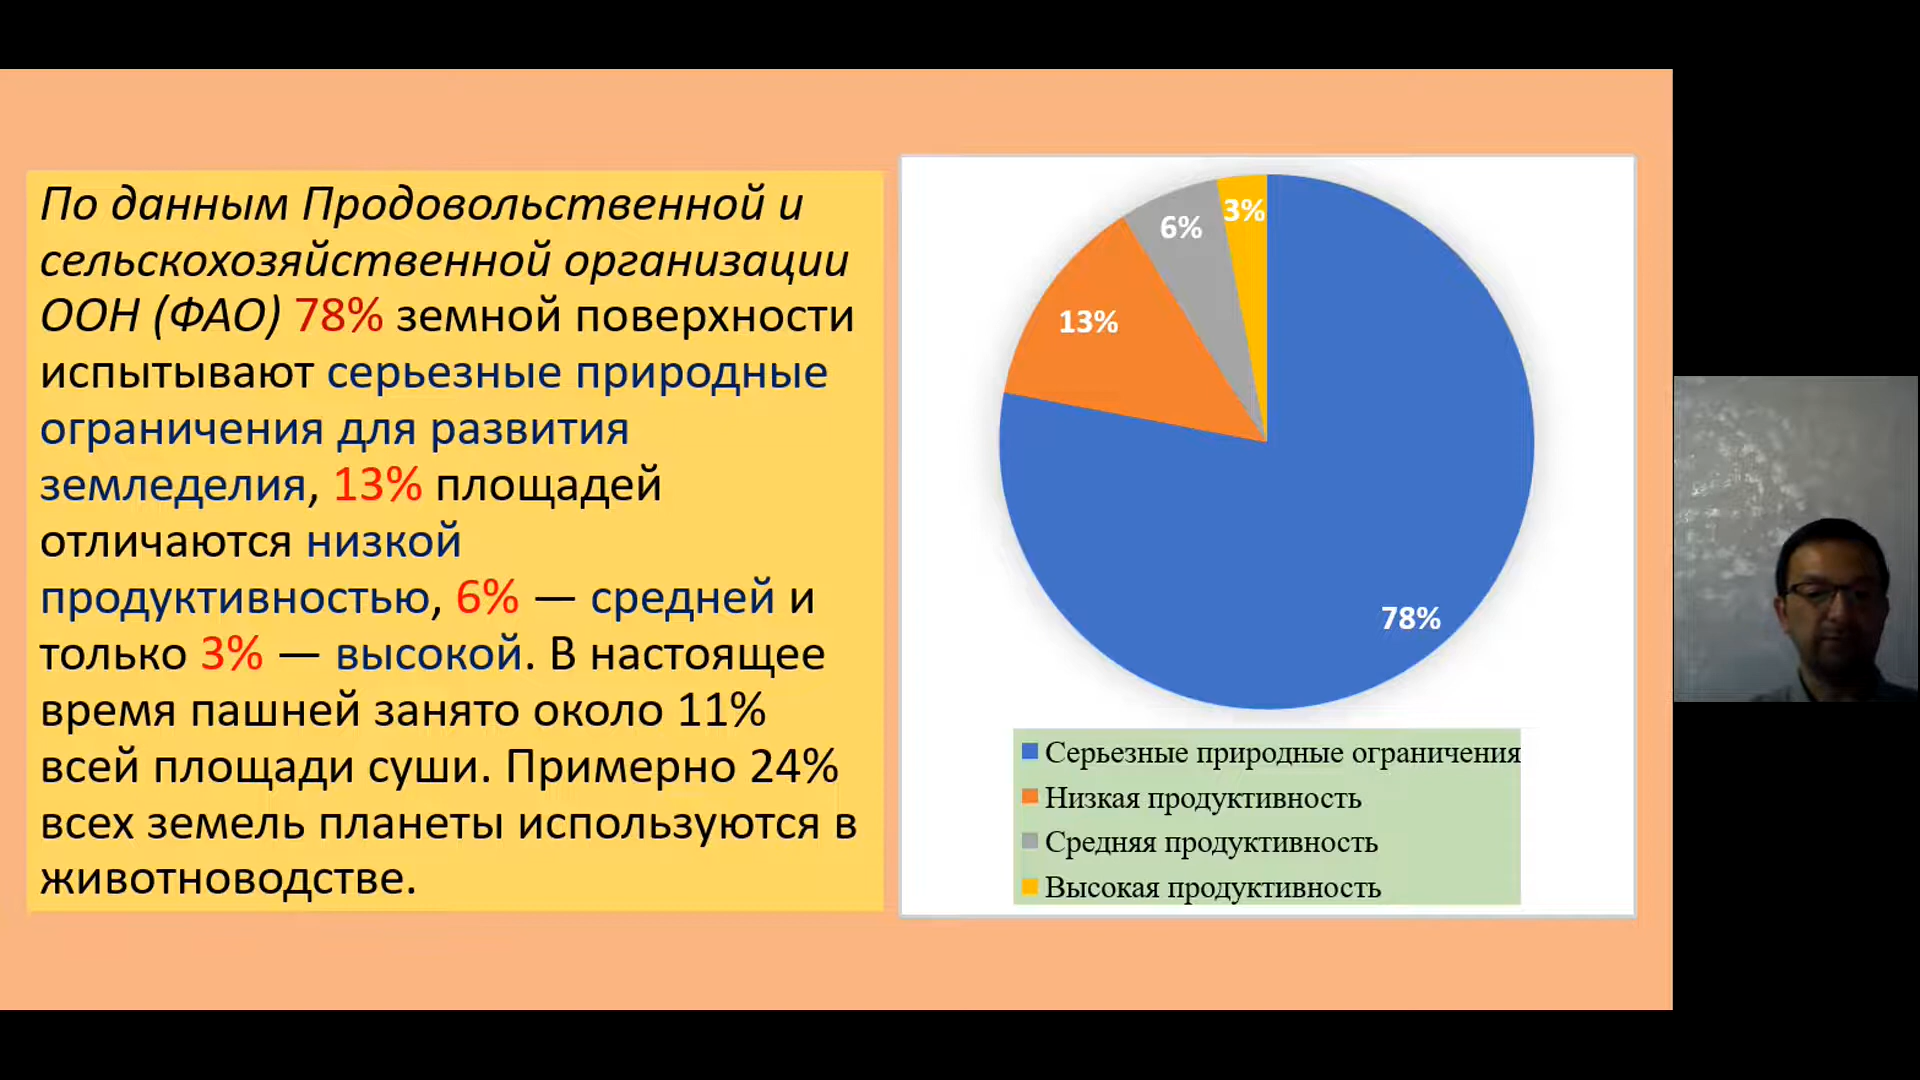 По данным Продовольственной и
сельскохозяйственной организации
ООН (ФАО) 78% земной поверхности
испытывают серьезные природные
ограничения для развития
земледелия, 13% площадей
отличаются низкой
продуктивностью, 6% — средней и
только 3% — высокой. В настоящее
время пашней занято около 11%
всей площади суши. Примерно 24%
всех земель планеты используются в
животноводстве.
3%
6%
13%
78%
Серьезные природные ограничения
Низкая продуктивность
Средняя продуктивность
Высокая продуктивность